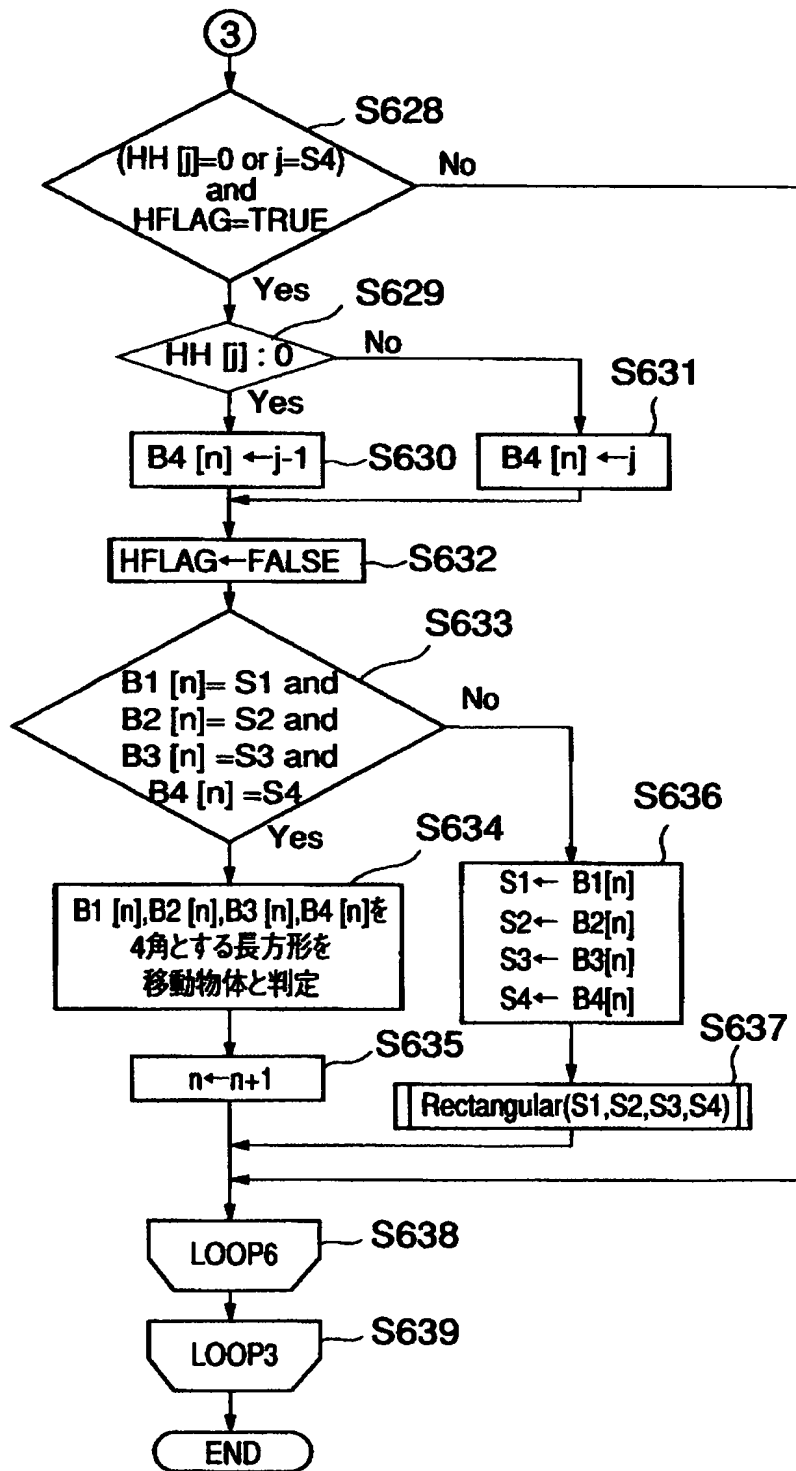 3
S628
(HH [j]=0 or j=S4)
and
HFLAG=TRUE
No
Yes
S629
HH [j] : 0
No
Yes
S631
B4 [n] ←j-1
S630
B4 [n] ←j
HFLAG←FALSE
S632
S633
B1 [n]= S1 and
B2 [n]= S2 and
B3 [n] =S3 and
B4 [n] =S4
No
Yes
S634
B1 [n],B2 [n],B3 [n],B4 [n]を
4角とする長方形を
移動物体と判定
S636
S1← B1[n]
S2← B2[n]
S3← B3[n]
S4← B4[n]
S635
n←n+1
S637
Rectangular(S1,S2,S3,S4)
LOOP6
S638
LOOP3
S639
END